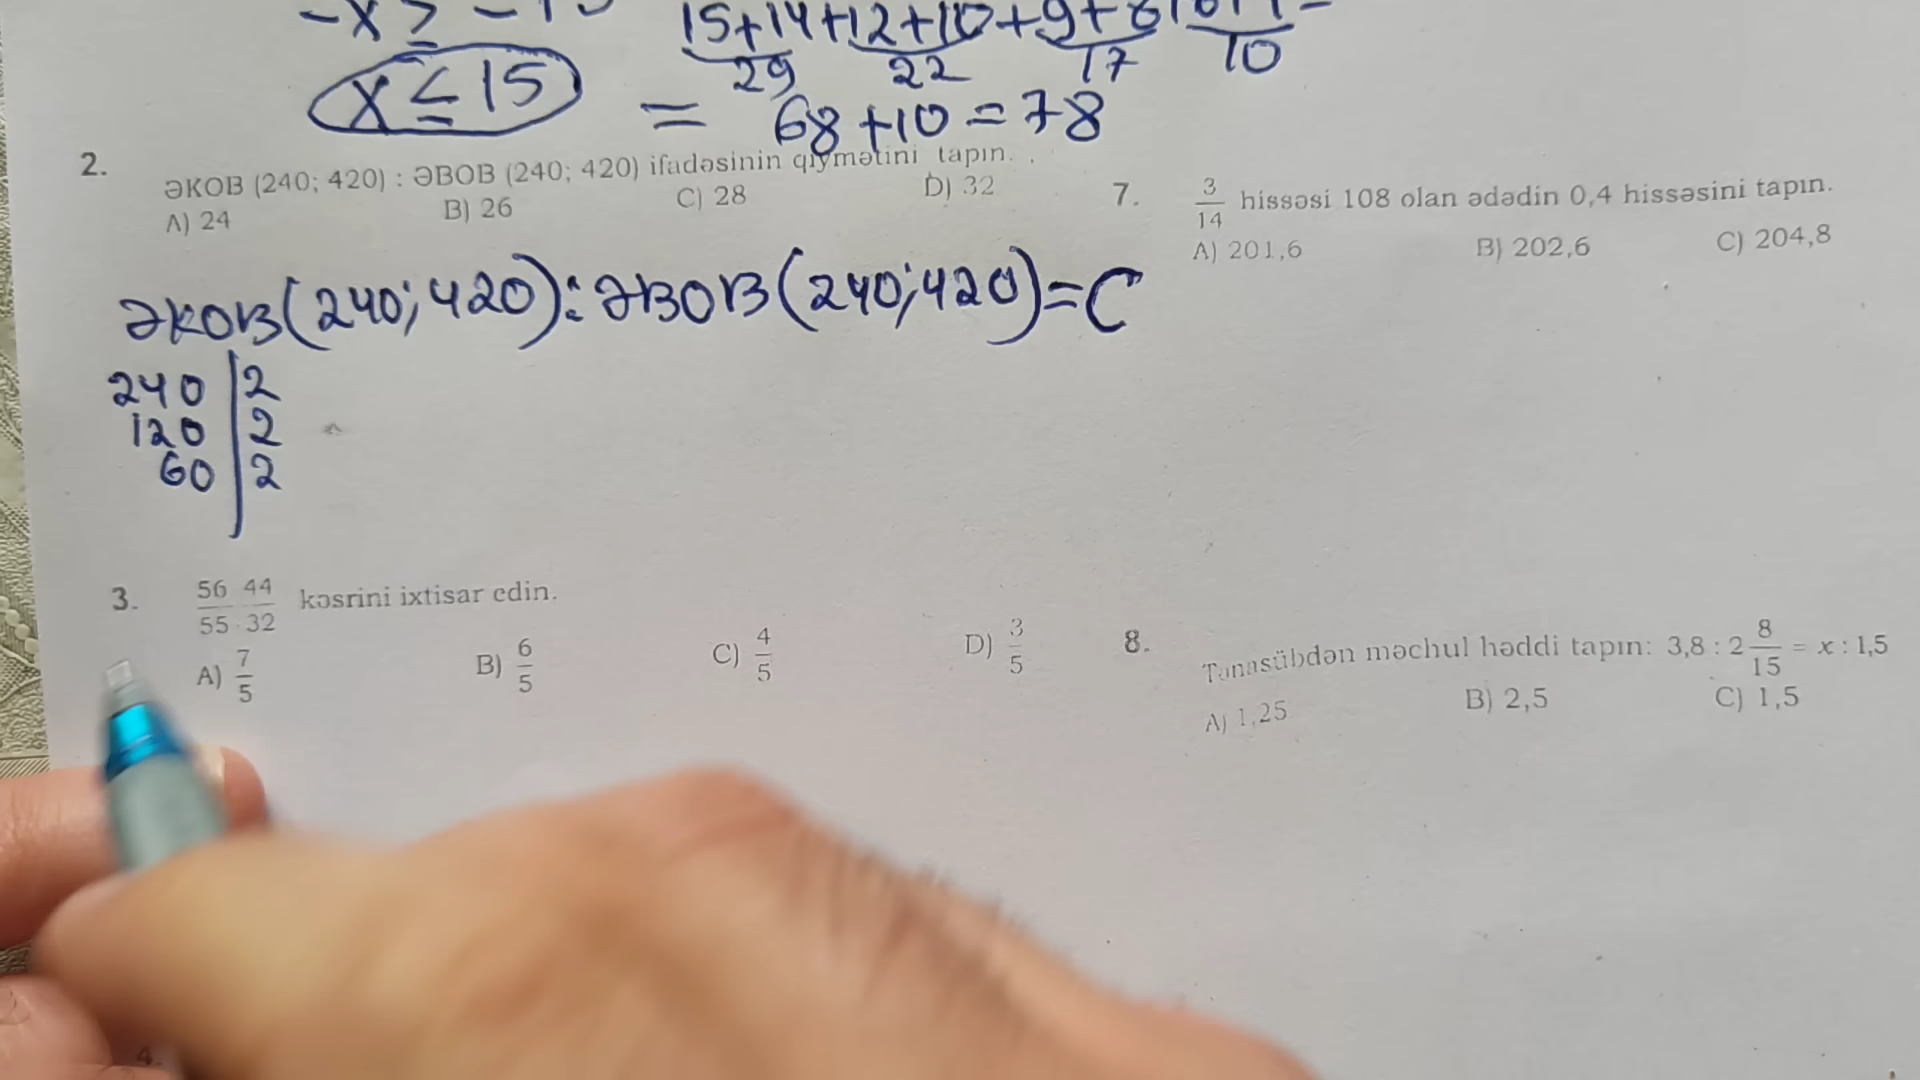 -x ≥ -1
15+14+12+10+9+8
29 22 17 10
x ≤ 15
= 68+10=78
2. ƏKOB (240; 420) : ƏBOB (240; 420) ifadəsinin qiymətini tapın.
A) 24 B) 26 C) 28 D) 32
ƏKOB(240;420):ƏBOB(240;420)=C
240 | 2
120 | 2
60 | 2
3. 56 44 / 55 · 32 kəsrini ixtisar edin.
A) 7/5 B) 6/5 C) 4/5 D) 3/5
4.
7. 3/14 hissəsi 108 olan ədədin 0,4 hissəsini tapın.
A) 201,6 B) 202,6 C) 204,8
8. Tənasübdən məchul həddi tapın: 3,8 : 2 8/15 = x : 1,5
A) 1,25 B) 2,5 C) 1,5